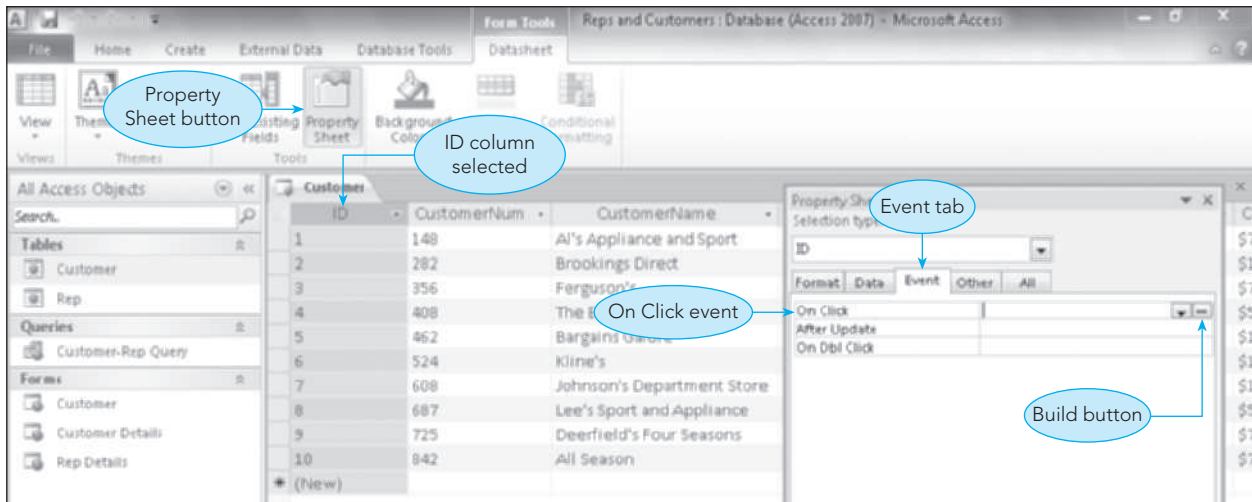 Form Tools
Reps and Customers : Database (Access 2007) - Microsoft Access
File Home Create External Data Database Tools Datasheet
Property Sheet button
View
Fields
Property Sheet
Views Themes Tools
ID column selected
All Access Objects
Search..
Tables
Customer
Rep
Queries
Customer-Rep Query
Forms
Customer
Customer Details
Rep Details
Customer
ID CustomerNum CustomerName
1 148 Al's Appliance and Sport
2 282 Brookings Direct
3 356 Ferguson's
4 408 The
5 462 Bargains
6 524 Kline's
7 608 Johnson's Department Store
8 687 Lee's Sport and Appliance
9 725 Deerfield's Four Seasons
10 842 All Season
(New)
Event tab
Property
Selection
ID
Format Data Event Other All
On Click event
On Click
After Update
On Dbl Click
Build button